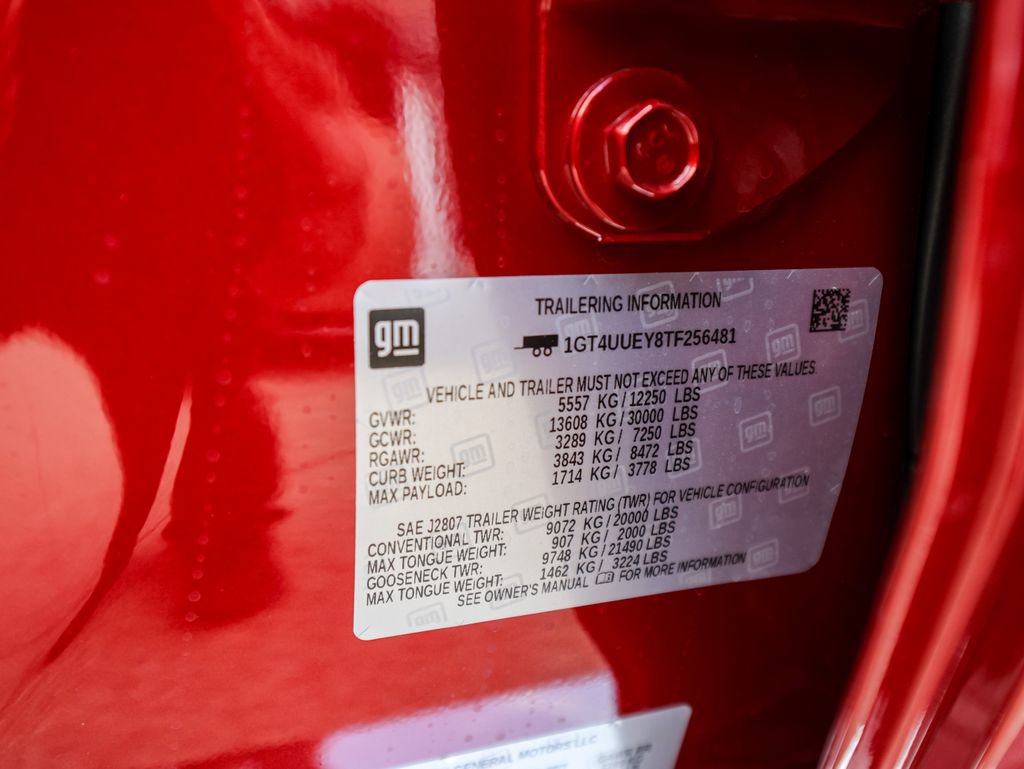 gm
TRAILERING INFORMATION
1GT4UUEY8TF256481
VEHICLE AND TRAILER MUST NOT EXCEED ANY OF THESE VALUES.
GVWR: 5557 KG / 12250 LBS
GCWR: 13608 KG / 30000 LBS
RGAWR: 3289 KG / 7250 LBS
CURB WEIGHT: 3843 KG / 8472 LBS
MAX PAYLOAD: 1714 KG / 3778 LBS
SAE J2807 TRAILER WEIGHT RATING (TWR) FOR VEHICLE CONFIGURATION
CONVENTIONAL TWR: 9072 KG / 20000 LBS
MAX TONGUE WEIGHT: 907 KG / 2000 LBS
GOOSENECK TWR: 9748 KG / 21490 LBS
MAX TONGUE WEIGHT: 1462 KG / 3224 LBS
SEE OWNER'S MANUAL FOR MORE INFORMATION
GENERAL MOTORS LLC